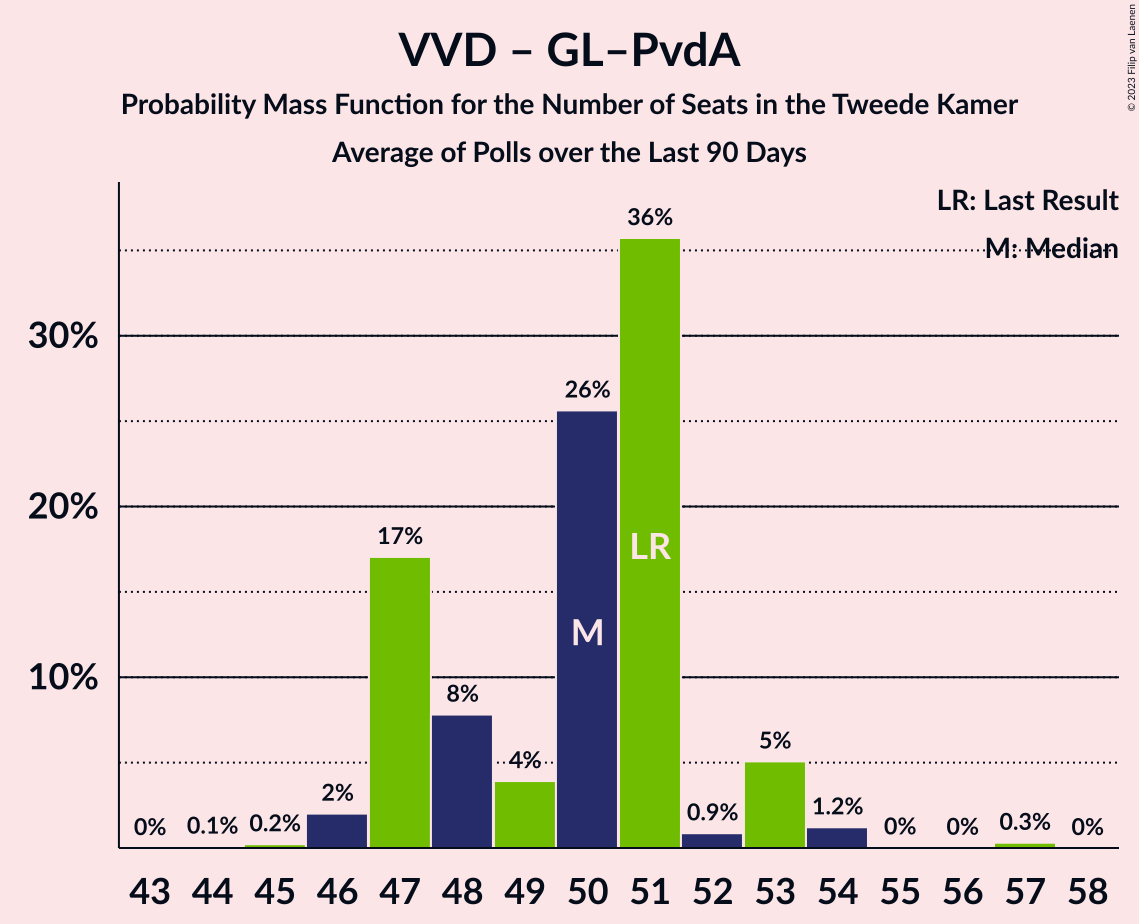 VVD – GL–PvdA
Probability Mass Function for the Number of Seats in the Tweede Kamer
Average of Polls over the Last 90 Days
© 2023 Filip van Laenen
LR: Last Result
M: Median
30%
20%
10%
0%
0.1%
0.2%
2%
17%
8%
4%
26%
36%
0.9%
5%
1.2%
0%
0%
0.3%
0%
M
LR
43 44 45 46 47 48 49 50 51 52 53 54 55 56 57 58